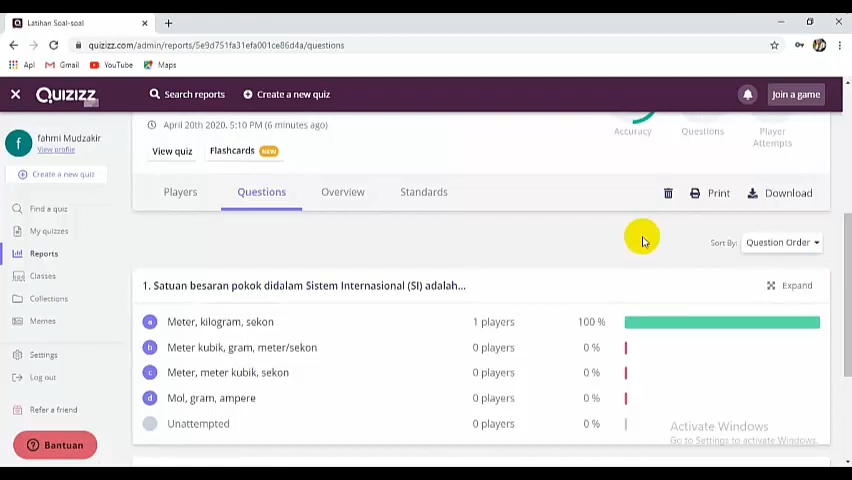 Latihan Soal-soal
quizizz.com/admin/reports/5e9d751fa31efa001ce86d4a/questions
Apl Gmail YouTube Maps
QUIZIZZ Search reports Create a new quiz Join a game
f fahmi Mudzakir
View profile
Create a new quiz
Find a quiz
My quizzes
Reports
Classes
Collections
Memes
Settings
Log out
Refer a friend
Bantuan
April 20th 2020, 5:10 PM (6 minutes ago)
View quiz Flashcards NEW
Accuracy Questions Player Attempts
Players Questions Overview Standards Print Download
Sort By: Question Order
1. Satuan besaran pokok didalam Sistem Internasional (SI) adalah... Expand
a Meter, kilogram, sekon 1 players 100 %
b Meter kubik, gram, meter/sekon 0 players 0 %
c Meter, meter kubik, sekon 0 players 0 %
d Mol, gram, ampere 0 players 0 %
Unattempted 0 players 0 %
Activate Windows
Go to Settings to activate Windows.